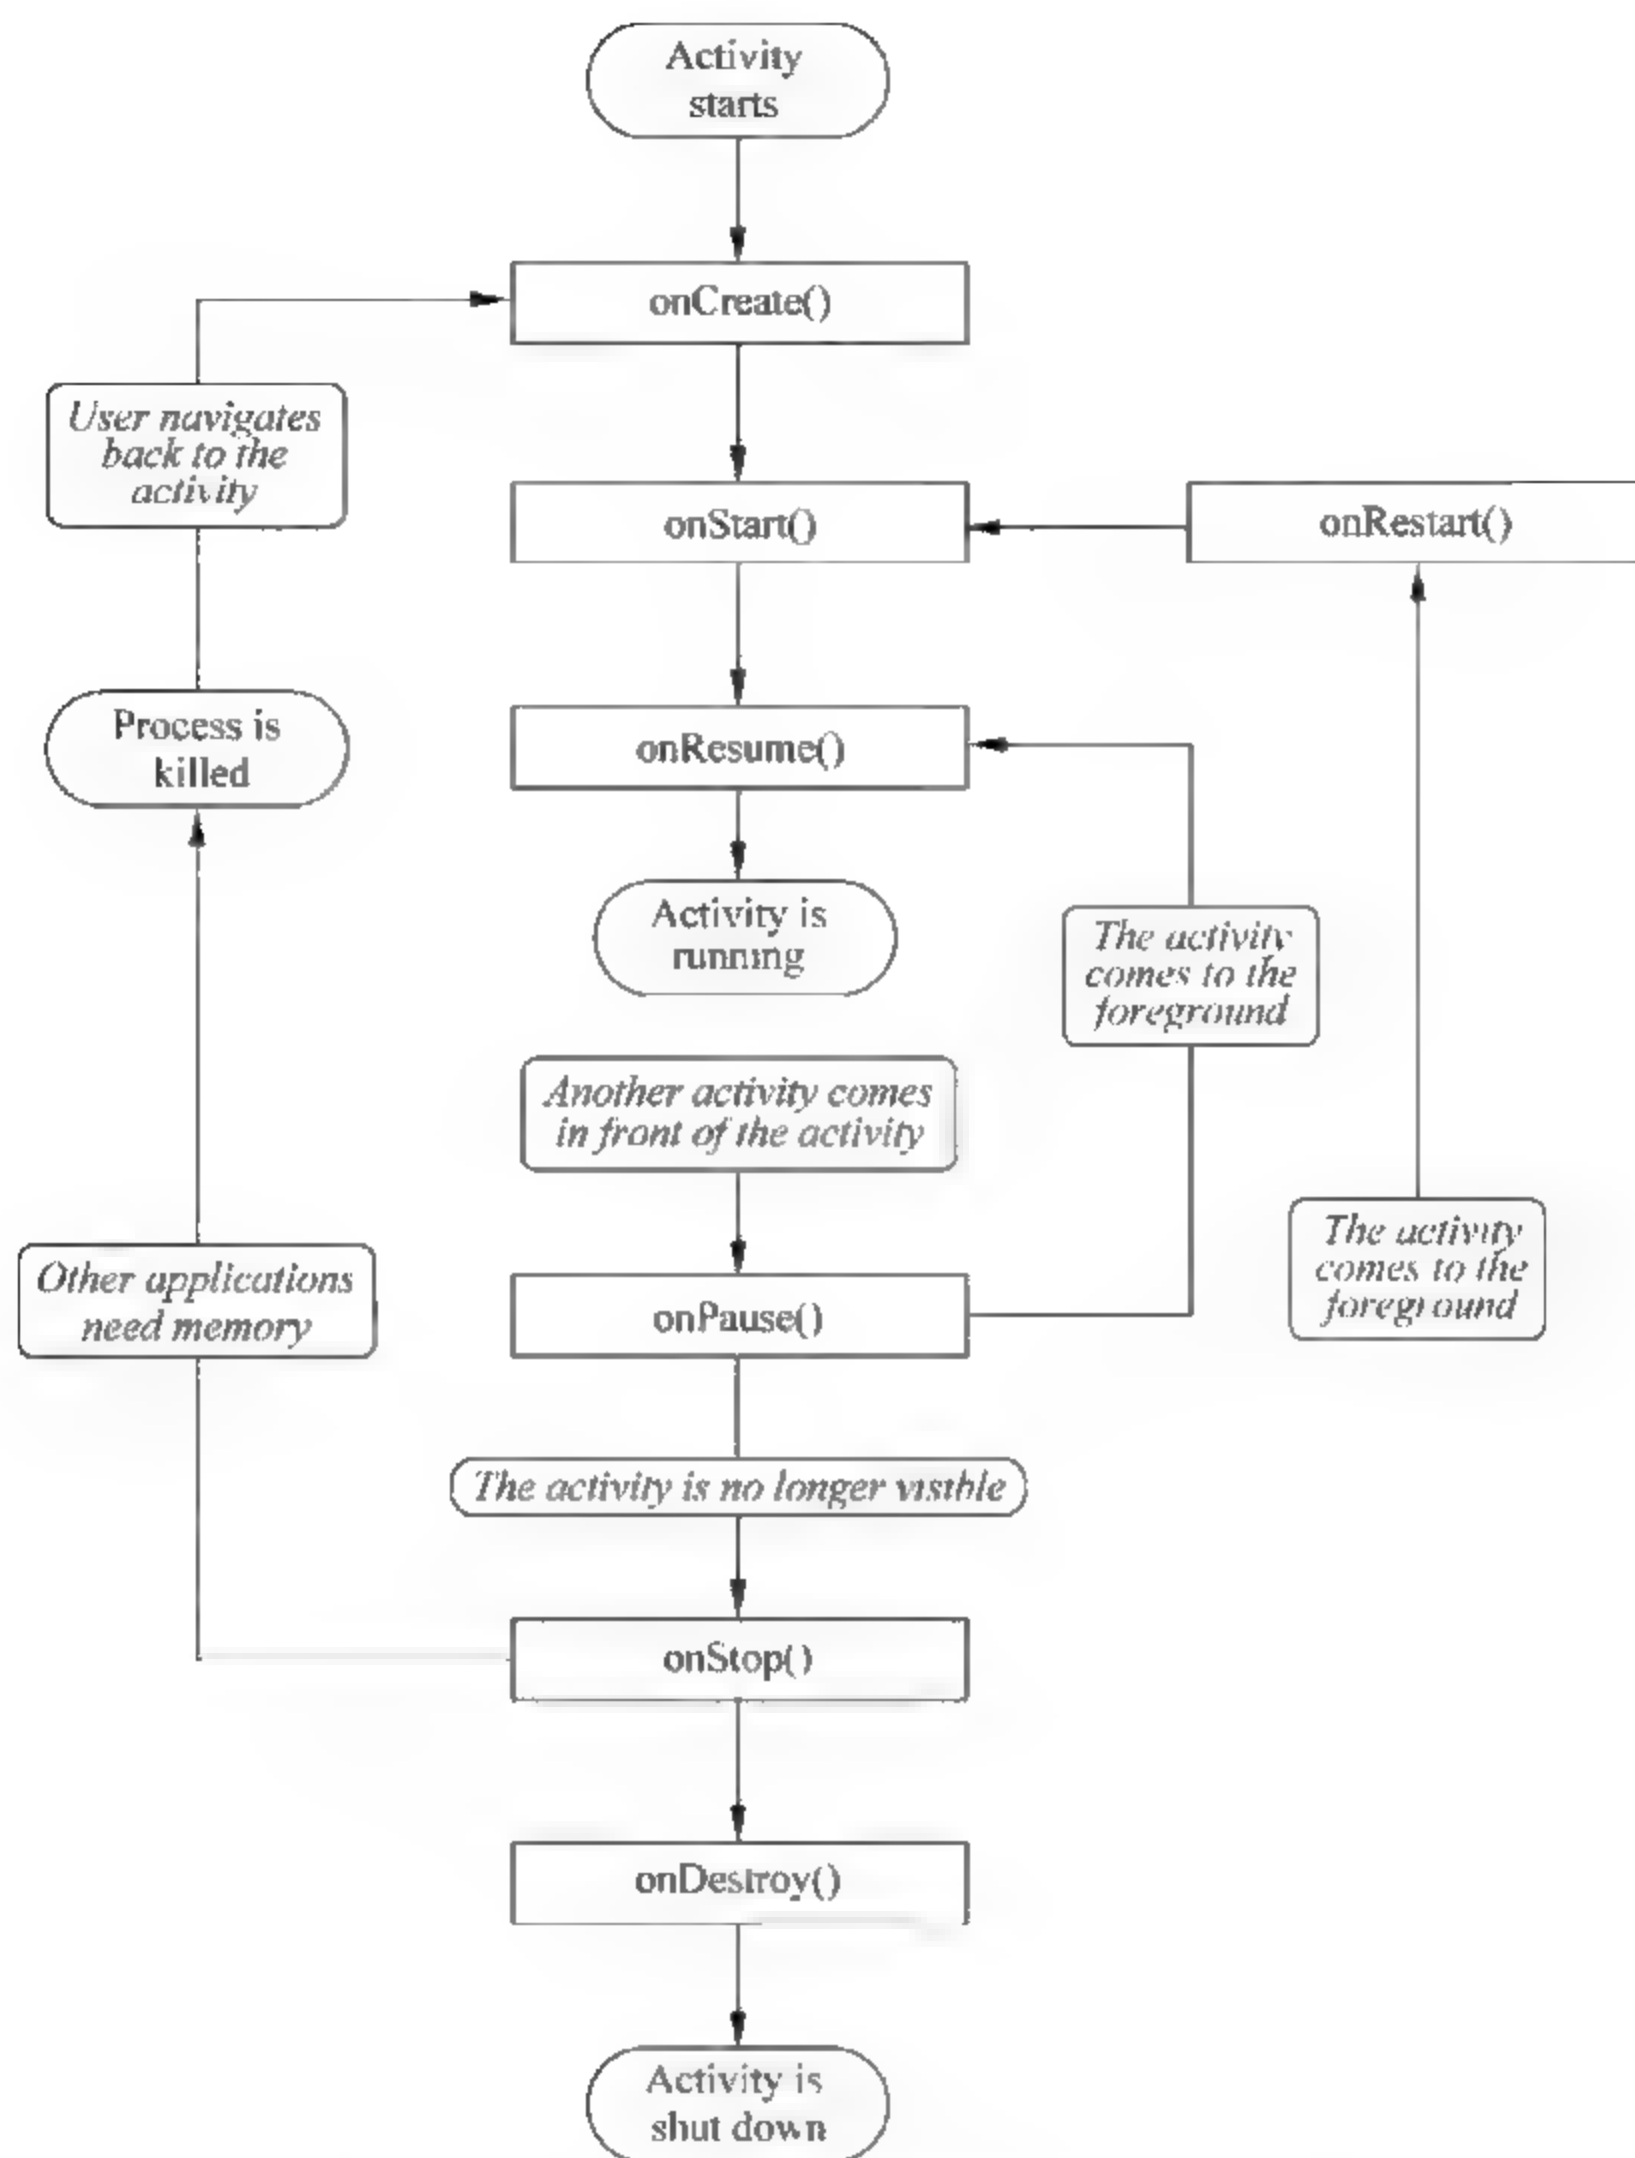 Activity
starts
onCreate()
User navigates
back to the
activity
onStart()
onRestart()
Process is
killed
onResume()
Activity is
running
The activity
comes to the
foreground
Another activity comes
in front of the activity
The activity
comes to the
foreground
Other applications
need memory
onPause()
The activity is no longer visible
onStop()
onDestroy()
Activity is
shut down